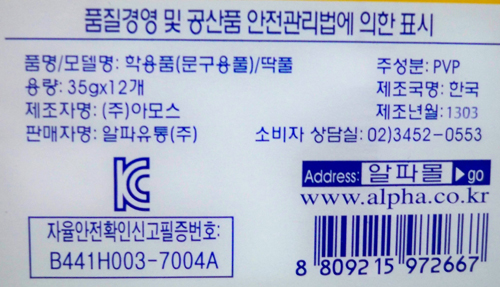 품질경영 및 공산품 안전관리법에 의한 표시
품명/모델명: 학용품(문구용풀)/딱풀 주성분: PVP
용량: 35gx12개 제조국명: 한국
제조자명: (주)아모스 제조년월: 1303
판매자명: 알파유통(주) 소비자 상담실: 02)3452-0553
Address: 알파몰 ▶go
www.alpha.co.kr
자율안전확인신고필증번호:
B441H003-7004A
8 809215 972667